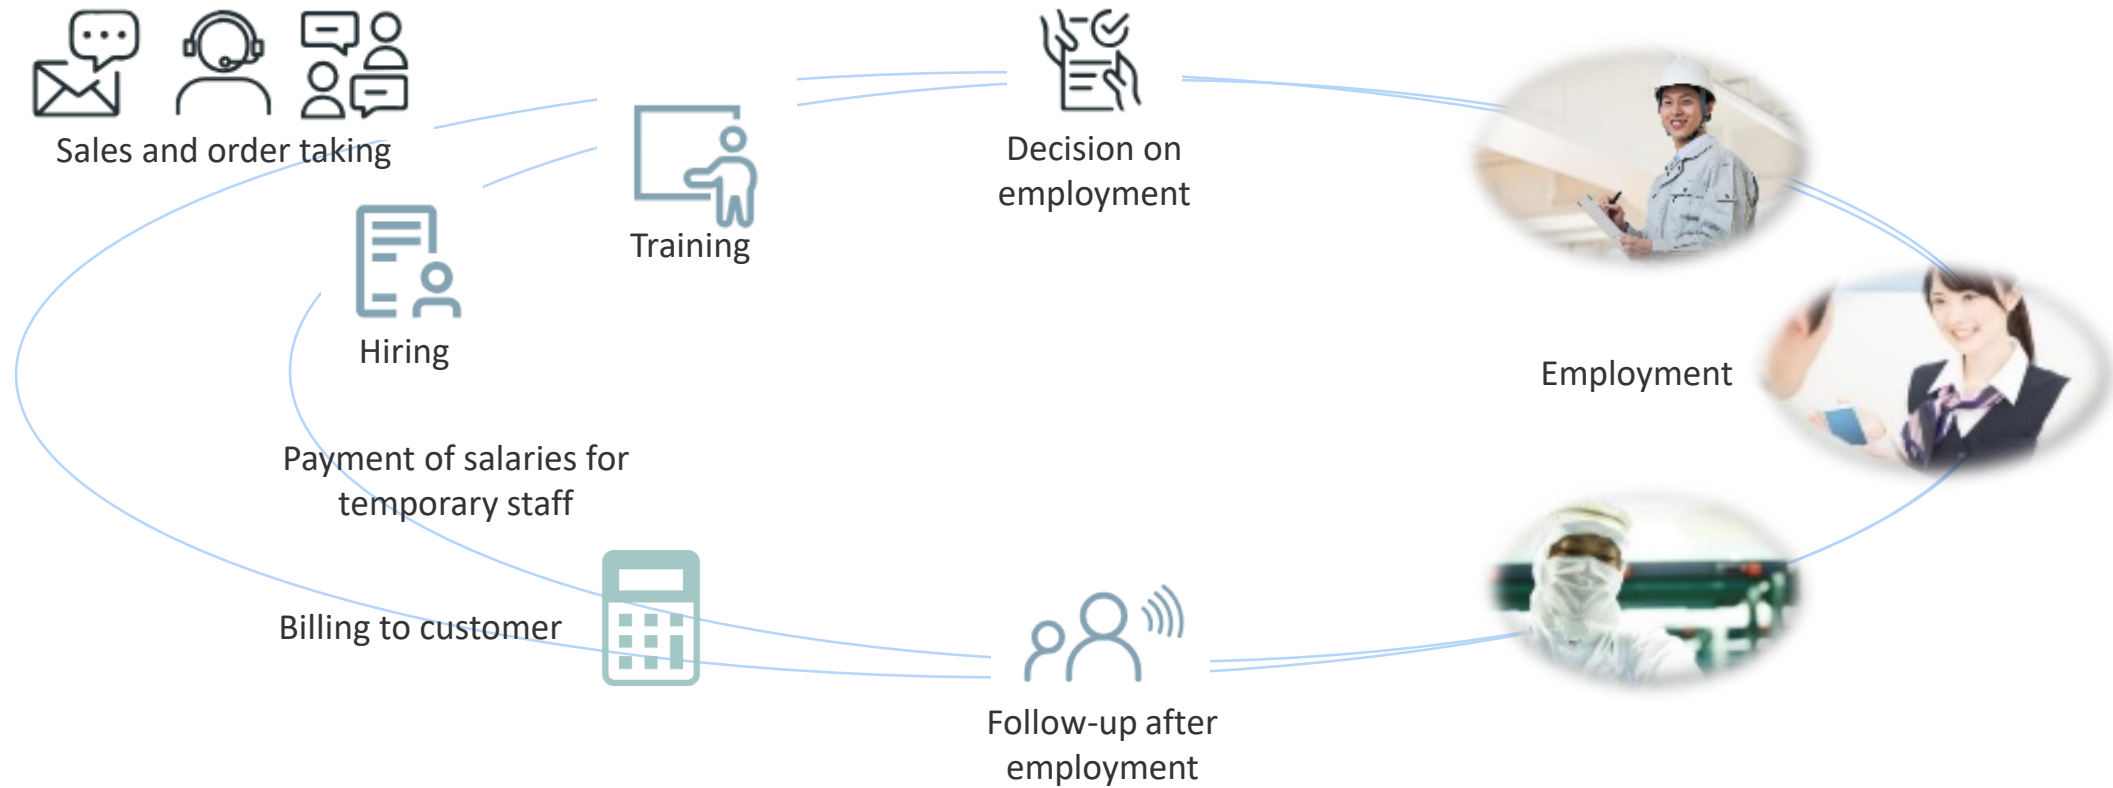 Sales and order taking
Training
Hiring
Decision on
employment
Employment
Payment of salaries for
temporary staff
Billing to customer
Follow-up after
employment